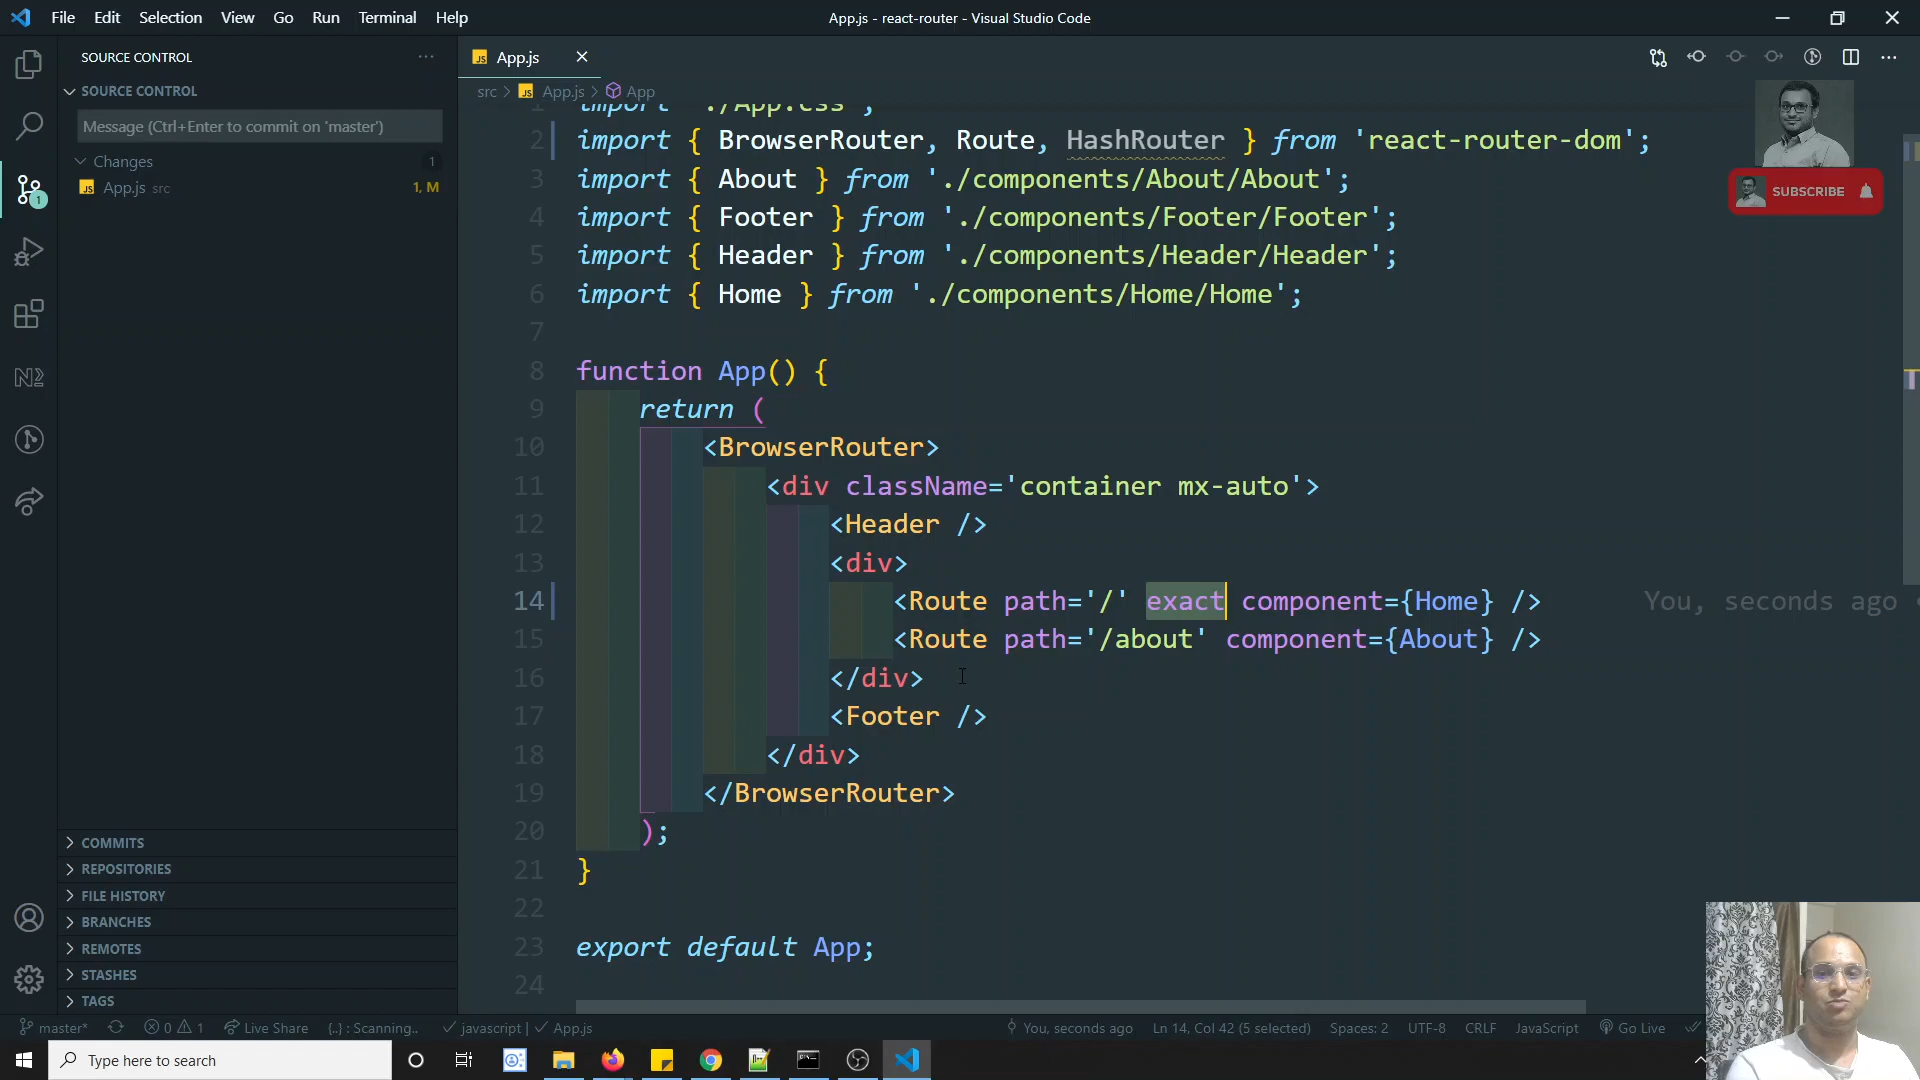 File Edit Selection View Go Run Terminal Help
App.js - react-router - Visual Studio Code
SOURCE CONTROL
SOURCE CONTROL
Message (Ctrl+Enter to commit on 'master')
Changes 1
App.js src 1, M
COMMITS
REPOSITORIES
FILE HISTORY
BRANCHES
REMOTES
STASHES
TAGS
App.js
src > App.js > App
1 import './App.css';
2 import { BrowserRouter, Route, HashRouter } from 'react-router-dom';
3 import { About } from './components/About/About';
4 import { Footer } from './components/Footer/Footer';
5 import { Header } from './components/Header/Header';
6 import { Home } from './components/Home/Home';
7
8 function App() {
9 return (
10 <BrowserRouter>
11 <div className='container mx-auto'>
12 <Header />
13 <div>
14 <Route path='/' exact component={Home} /> You, seconds ago
15 <Route path='/about' component={About} />
16 </div>
17 <Footer />
18 </div>
19 </BrowserRouter>
20 );
21 }
22
23 export default App;
24
SUBSCRIBE
master* 0 1 Live Share {..} : Scanning.. javascript | App.js You, seconds ago Ln 14, Col 42 (5 selected) Spaces: 2 UTF-8 CRLF JavaScript Go Live
Type here to search